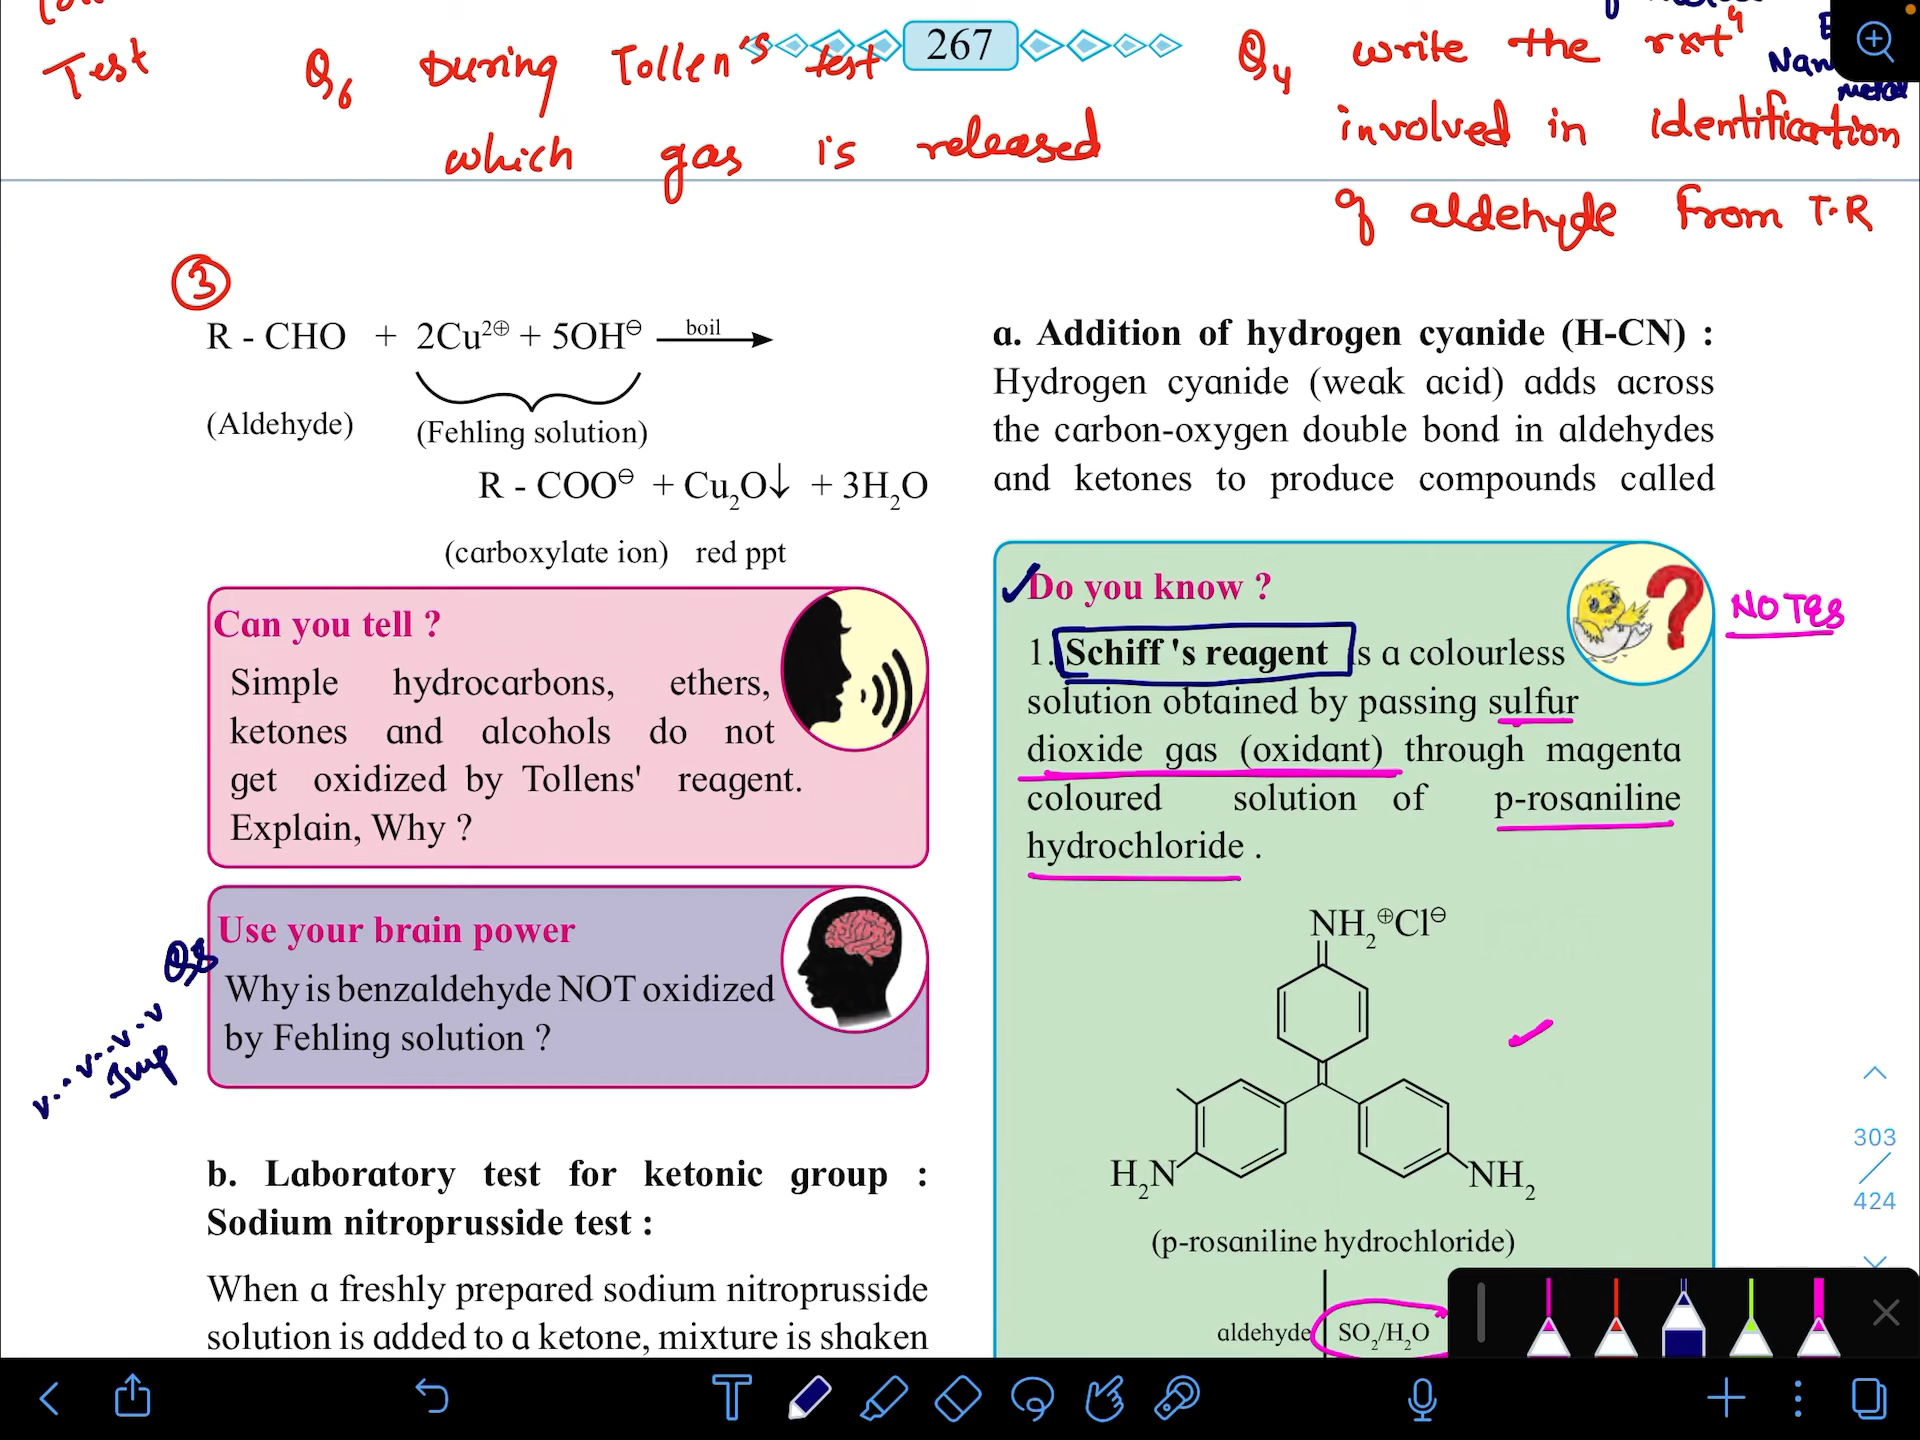 Test
267
Q6 During Tollen's test
which gas is released
Q4 write the rxtn
involved in identification
of aldehyde from T.R
metal
3
R - CHO + 2Cu²⊕ + 5OH⊖ boil ⟶
(Aldehyde) (Fehling solution)
R - COO⊖ + Cu₂O↓ + 3H₂O
(carboxylate ion) red ppt
Can you tell ?
Simple hydrocarbons, ethers,
ketones and alcohols do not
get oxidized by Tollens' reagent.
Explain, Why ?
Use your brain power
Q8
Why is benzaldehyde NOT oxidized
by Fehling solution ?
v...v...v..v
Imp
b. Laboratory test for ketonic group :
Sodium nitroprusside test :
When a freshly prepared sodium nitroprusside
solution is added to a ketone, mixture is shaken
a. Addition of hydrogen cyanide (H-CN) :
Hydrogen cyanide (weak acid) adds across
the carbon-oxygen double bond in aldehydes
and ketones to produce compounds called
Do you know ?
NOTES
1. Schiff 's reagent is a colourless
solution obtained by passing sulfur
dioxide gas (oxidant) through magenta
coloured solution of p-rosaniline
hydrochloride .
NH₂⊕Cl⊖
H₂N NH₂
(p-rosaniline hydrochloride)
aldehyde SO₂/H₂O
303
/
424
T